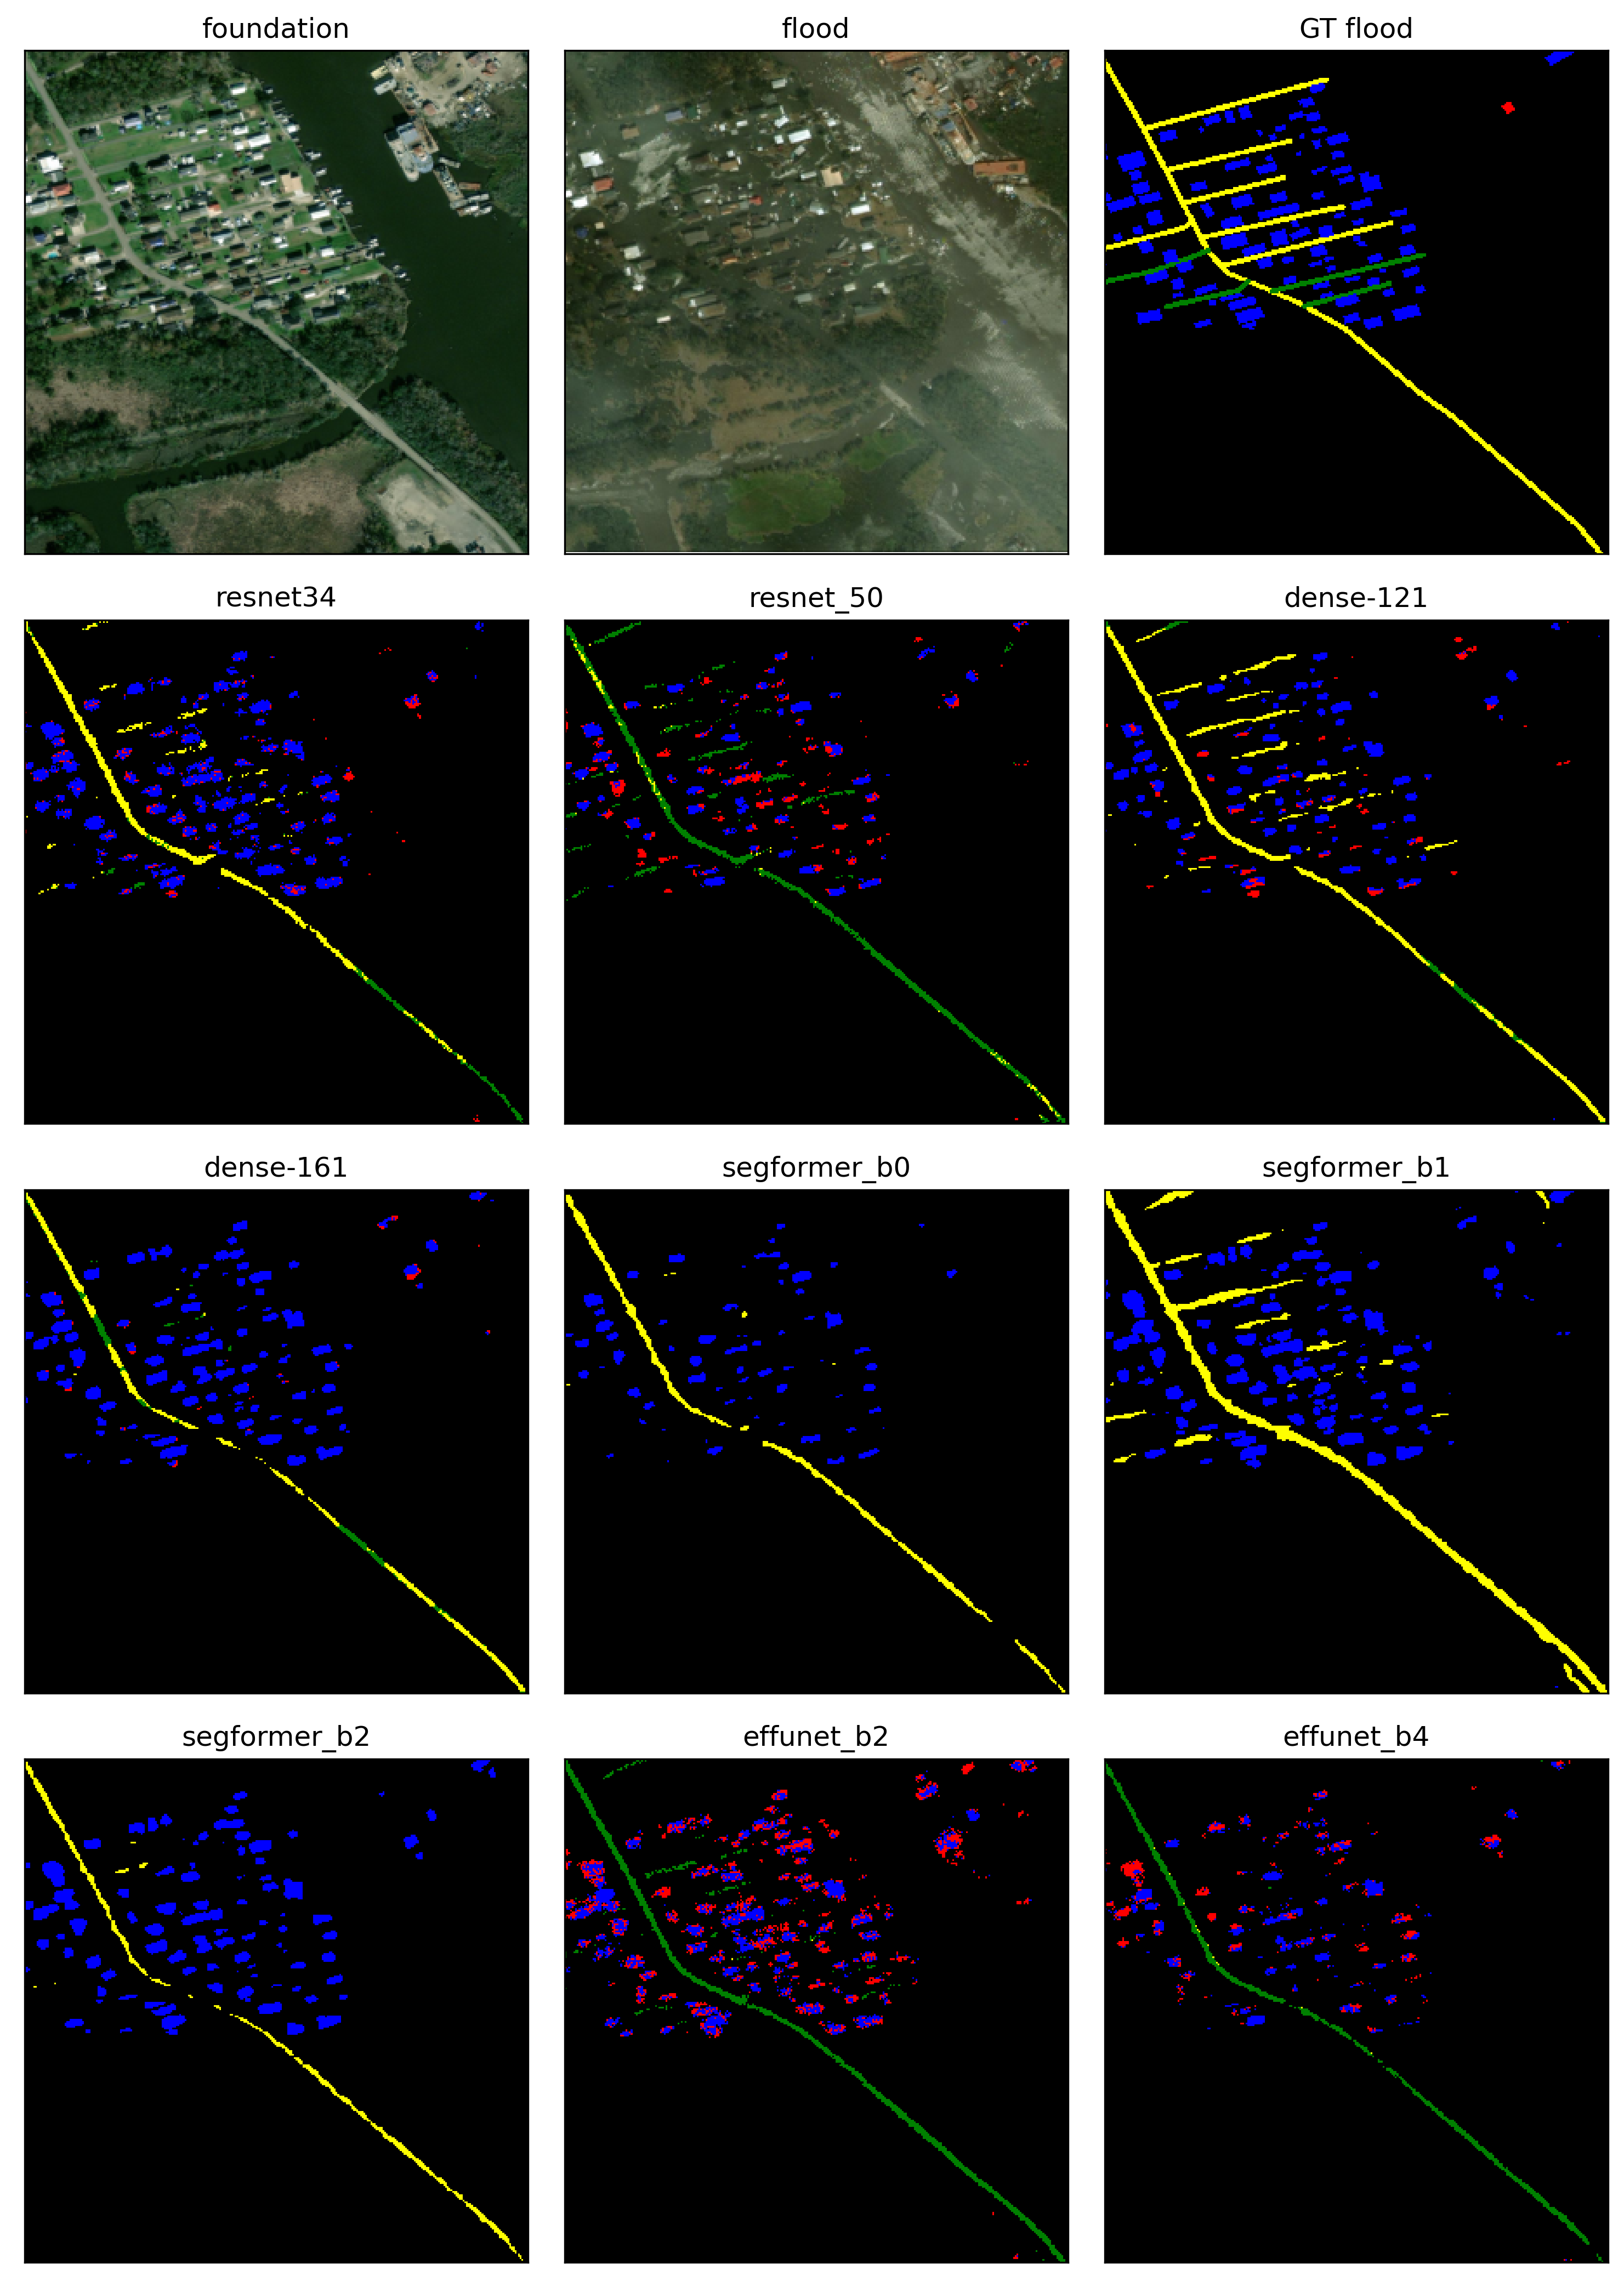 foundation
flood
GT flood
resnet34
resnet_50
dense-121
dense-161
segformer_b0
segformer_b1
segformer_b2
effunet_b2
effunet_b4